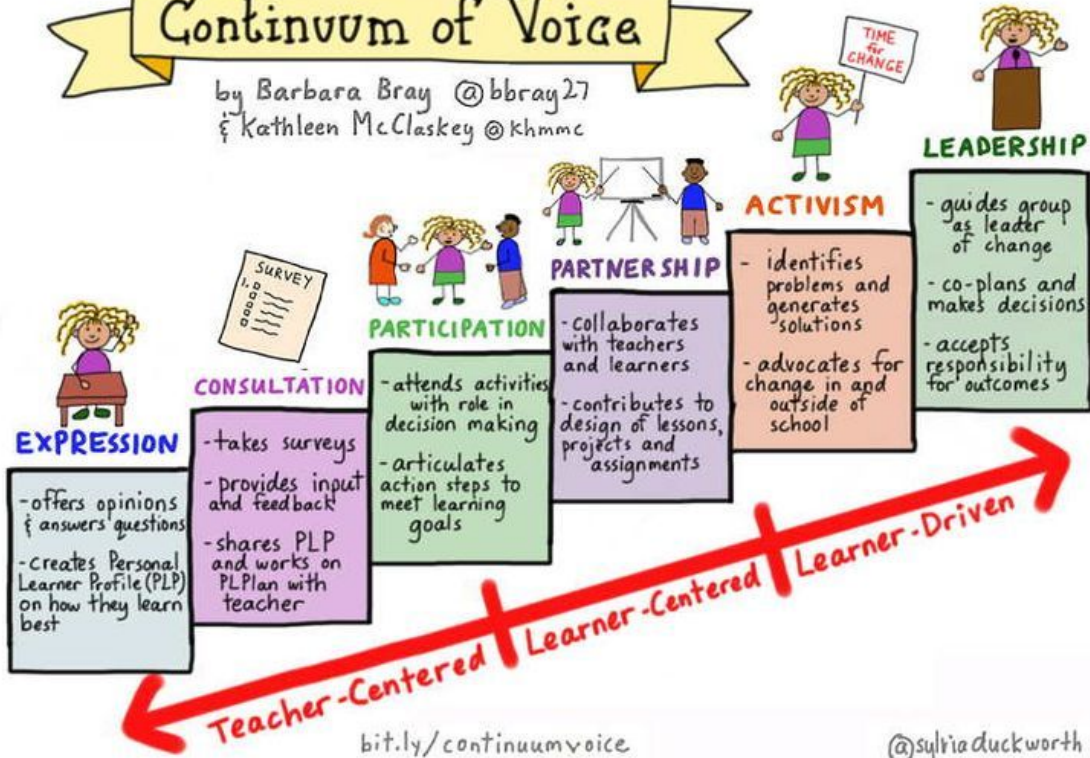 Continuum of Voice
by Barbara Bray @bbray27
& Kathleen McClaskey @khmmc
EXPRESSION
-offers opinions
& answers questions
-creates Personal
Learner Profile (PLP)
on how they learn
best
SURVEY
1.
CONSULTATION
-takes surveys
-provides input
and feedback
-shares PLP
and works on
PLPlan with
teacher
PARTICIPATION
-attends activities
with role in
decision making
-articulates
action steps to
meet learning
goals
PARTNERSHIP
-collaborates
with teachers
and learners
-contributes to
design of lessons,
projects and
assignments
TIME
for
CHANGE
ACTIVISM
- identifies
problems and
generates
solutions
- advocates for
change in and
outside of
school
LEADERSHIP
- guides group
as leader
of change
- co-plans and
makes decisions
-accepts
responsibility
for outcomes
Teacher-Centered
Learner-Centered
Learner-Driven
bit.ly/continuumvoice
@sylviaduckworth